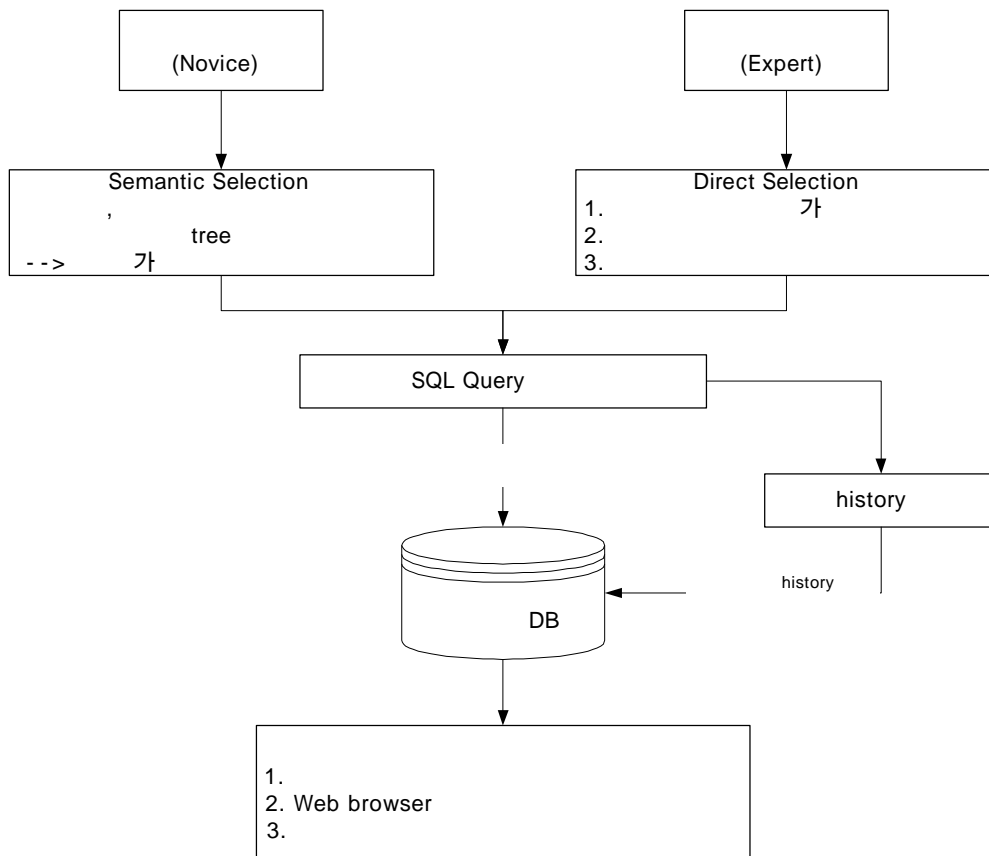 (Novice)
(Expert)
Semantic Selection
,
tree
--> 가
Direct Selection
1. 가
2.
3.
SQL Query
history
history
DB
1.
2. Web browser
3.